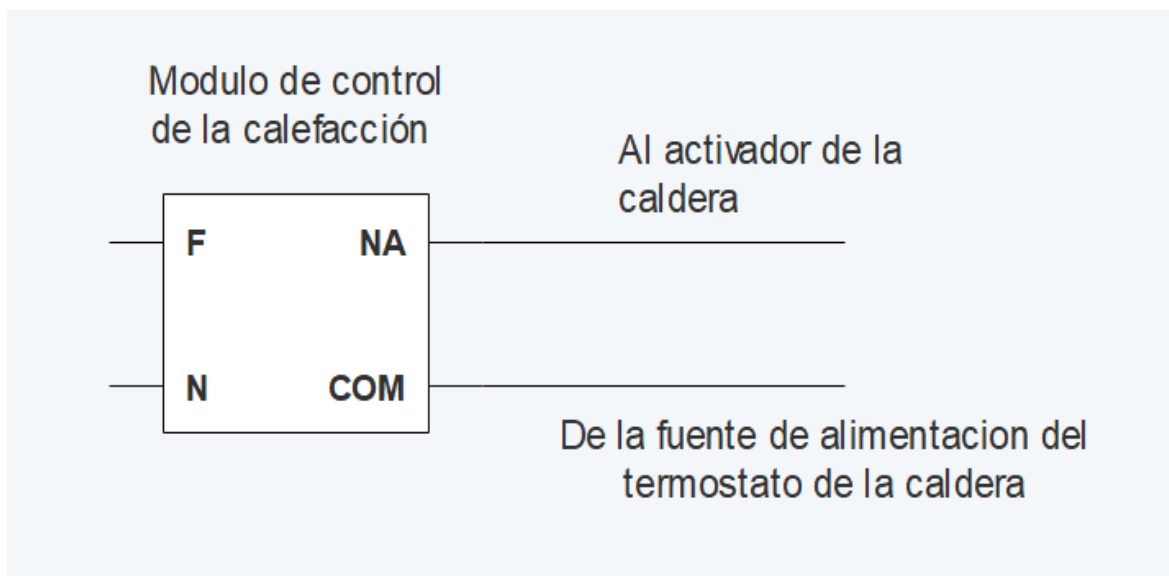 Modulo de control
de la calefacción
Al activador de la
caldera
F NA
N COM
De la fuente de alimentacion del
termostato de la caldera